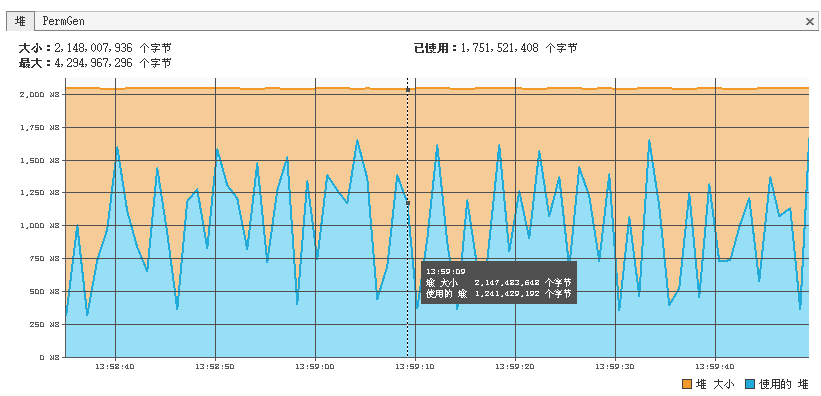 堆 PermGen
大小：2,148,007,936 个字节 已使用：1,751,521,408 个字节
最大：4,294,967,296 个字节
2,000 MB
1,750 MB
1,500 MB
1,250 MB
1,000 MB
750 MB
500 MB
250 MB
0 MB
13:59:09
堆 大小 2,147,483,648 个字节
使用的 堆 1,241,429,192 个字节
13:58:40 13:58:50 13:59:00 13:59:10 13:59:20 13:59:30 13:59:40
堆 大小 使用的 堆